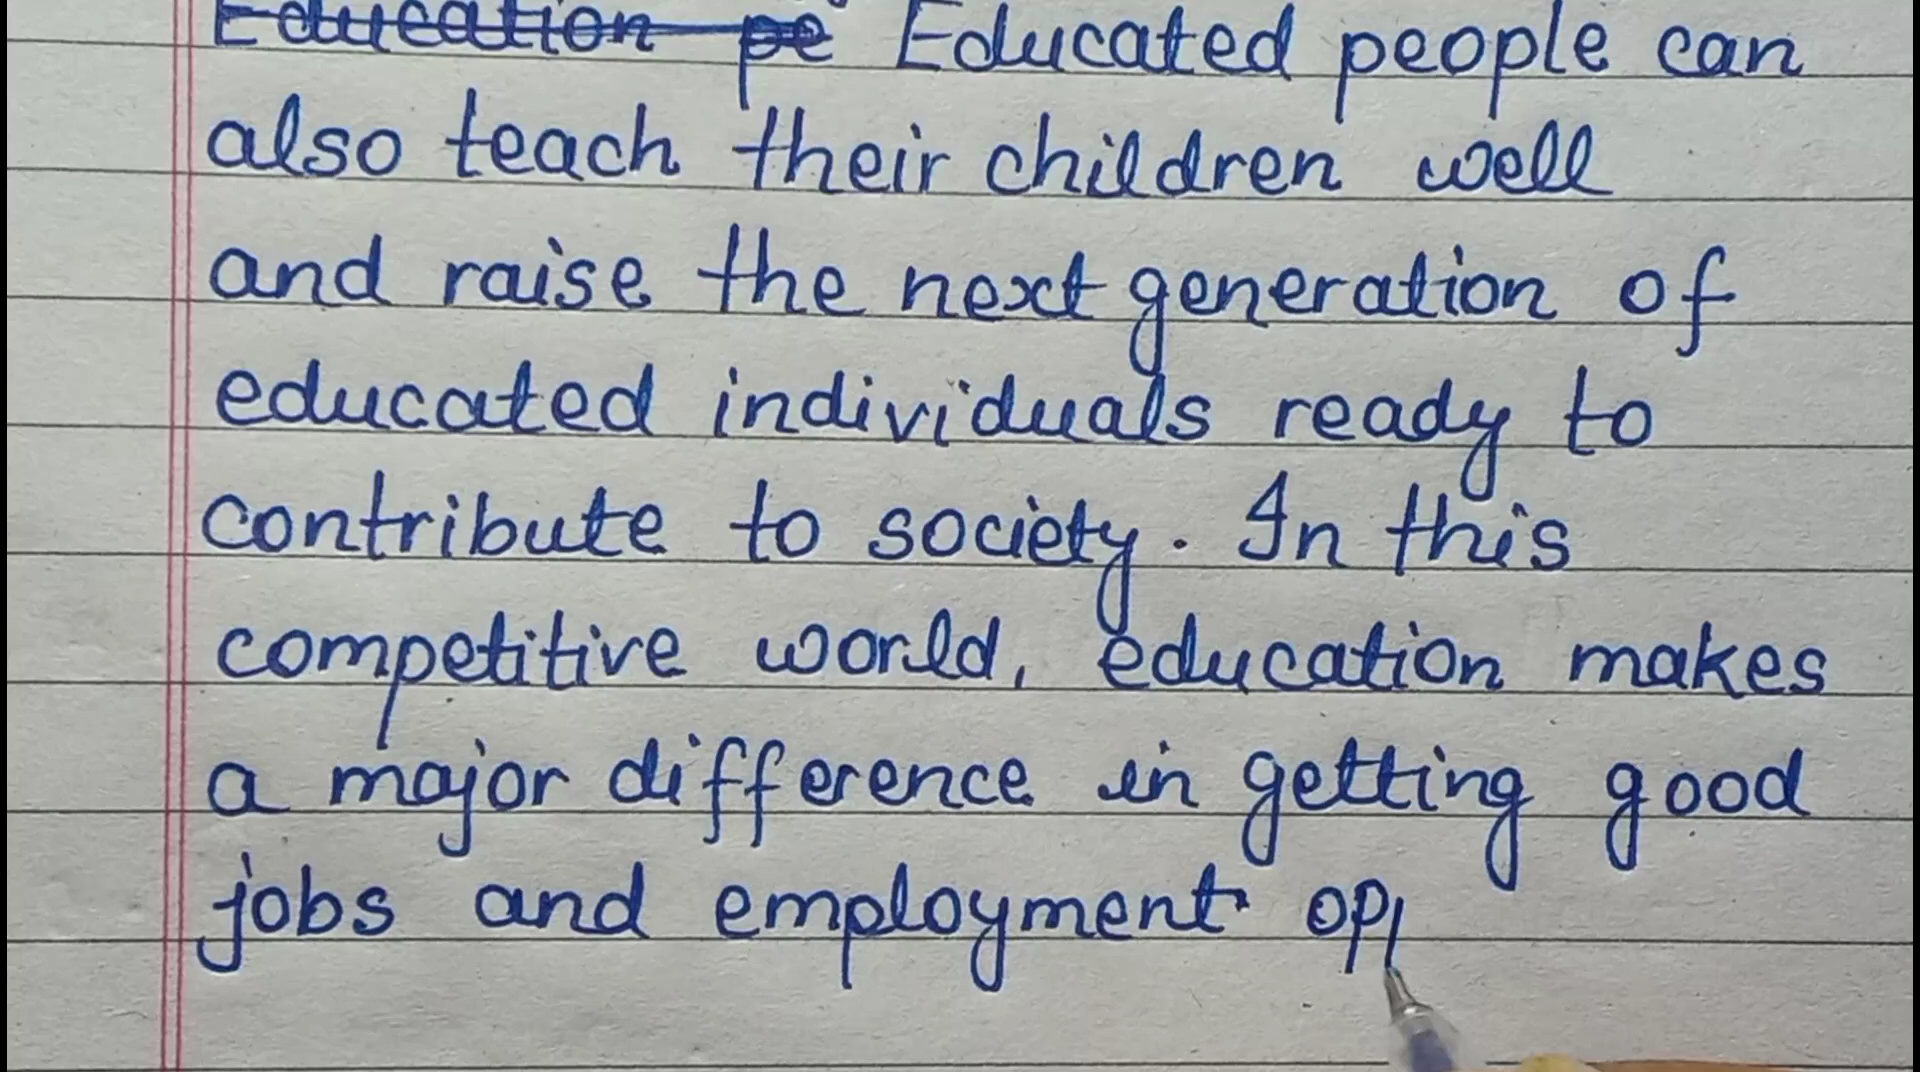 Education pe Educated people can
also teach their children well
and raise the next generation of
educated individuals ready to
contribute to society. In this
competitive world, education makes
a major difference in getting good
jobs and employment op